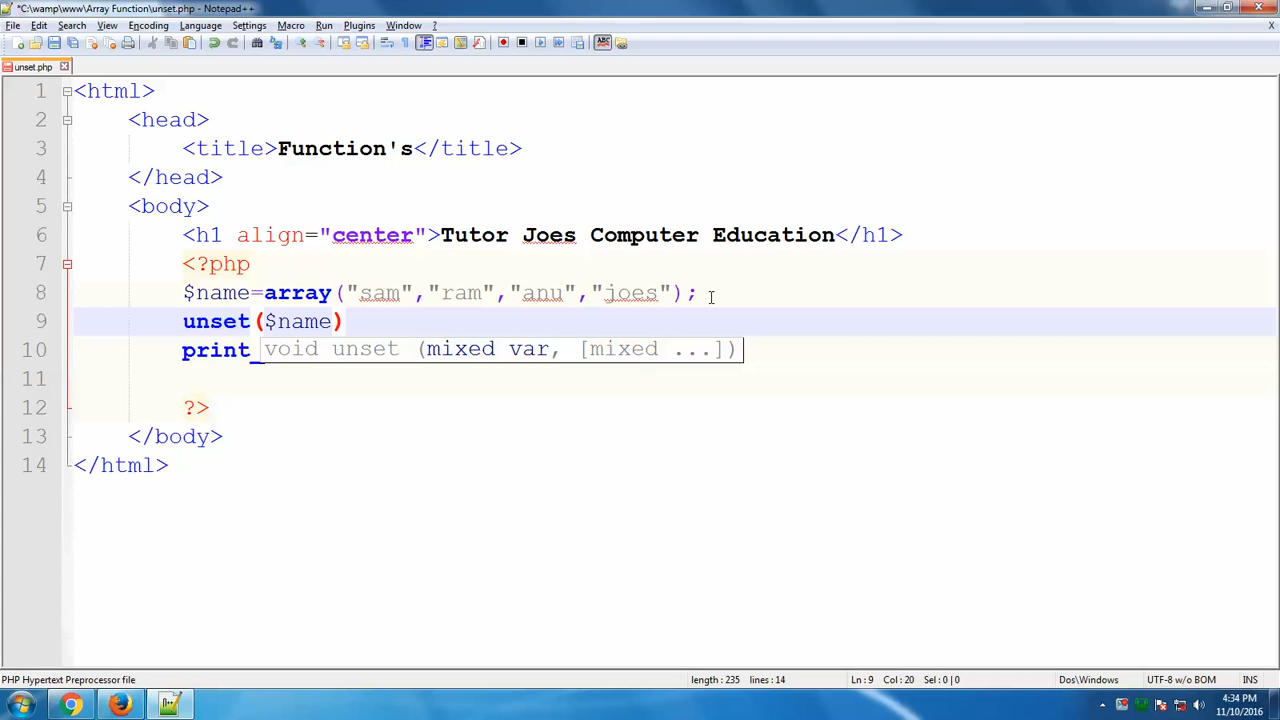 *C:\wamp\www\Array Function\unset.php - Notepad++
File Edit Search View Encoding Language Settings Macro Run Plugins Window ?
X
unset.php
1 <html>
2 <head>
3 <title>Function's</title>
4 </head>
5 <body>
6 <h1 align="center">Tutor Joes Computer Education</h1>
7 <?php
8 $name=array("sam","ram","anu","joes");
9 unset($name)
10 print_ void unset (mixed var, [mixed ...])
11
12 ?>
13 </body>
14 </html>
PHP Hypertext Preprocessor file length : 235 lines : 14 Ln : 9 Col : 20 Sel : 0 | 0 Dos\Windows UTF-8 w/o BOM INS
4:34 PM
11/10/2016